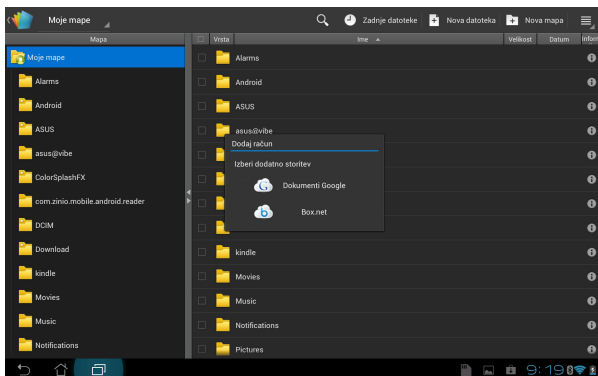 Moje mape
Zadnje datoteke
Nova datoteka
Nova mapa
Mapa
Vrsta
Ime
Velikost
Datum
Inforr
Moje mape
Alarms
Android
ASUS
asus@vibe
ColorSplashFX
com.zinio.mobile.android.reader
DCIM
Download
kindle
Movies
Music
Notifications
Alarms
Android
ASUS
asus@vibe
Dodaj račun
Izberi dodatno storitev
Dokumenti Google
Box.net
kindle
Movies
Music
Notifications
Pictures
9:19